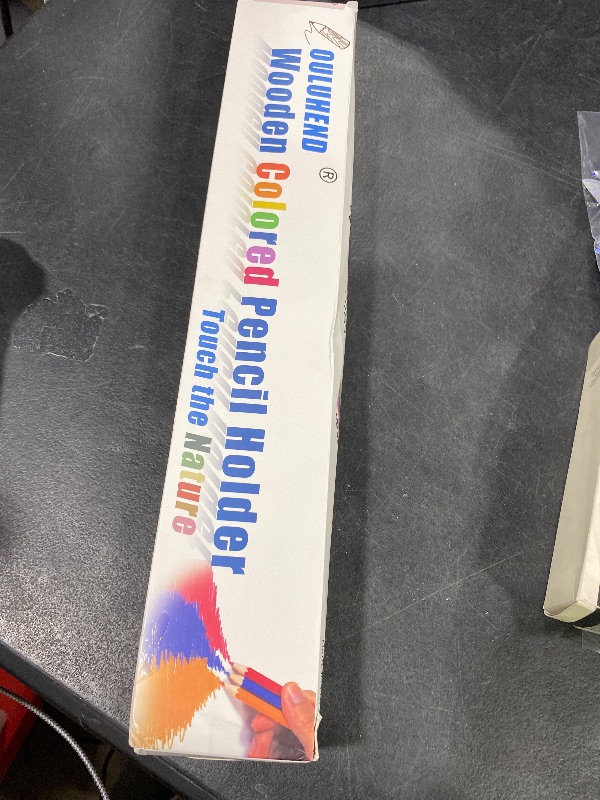 OULUHEND ®
Wooden Colored Pencil Holder
Touch the Nature